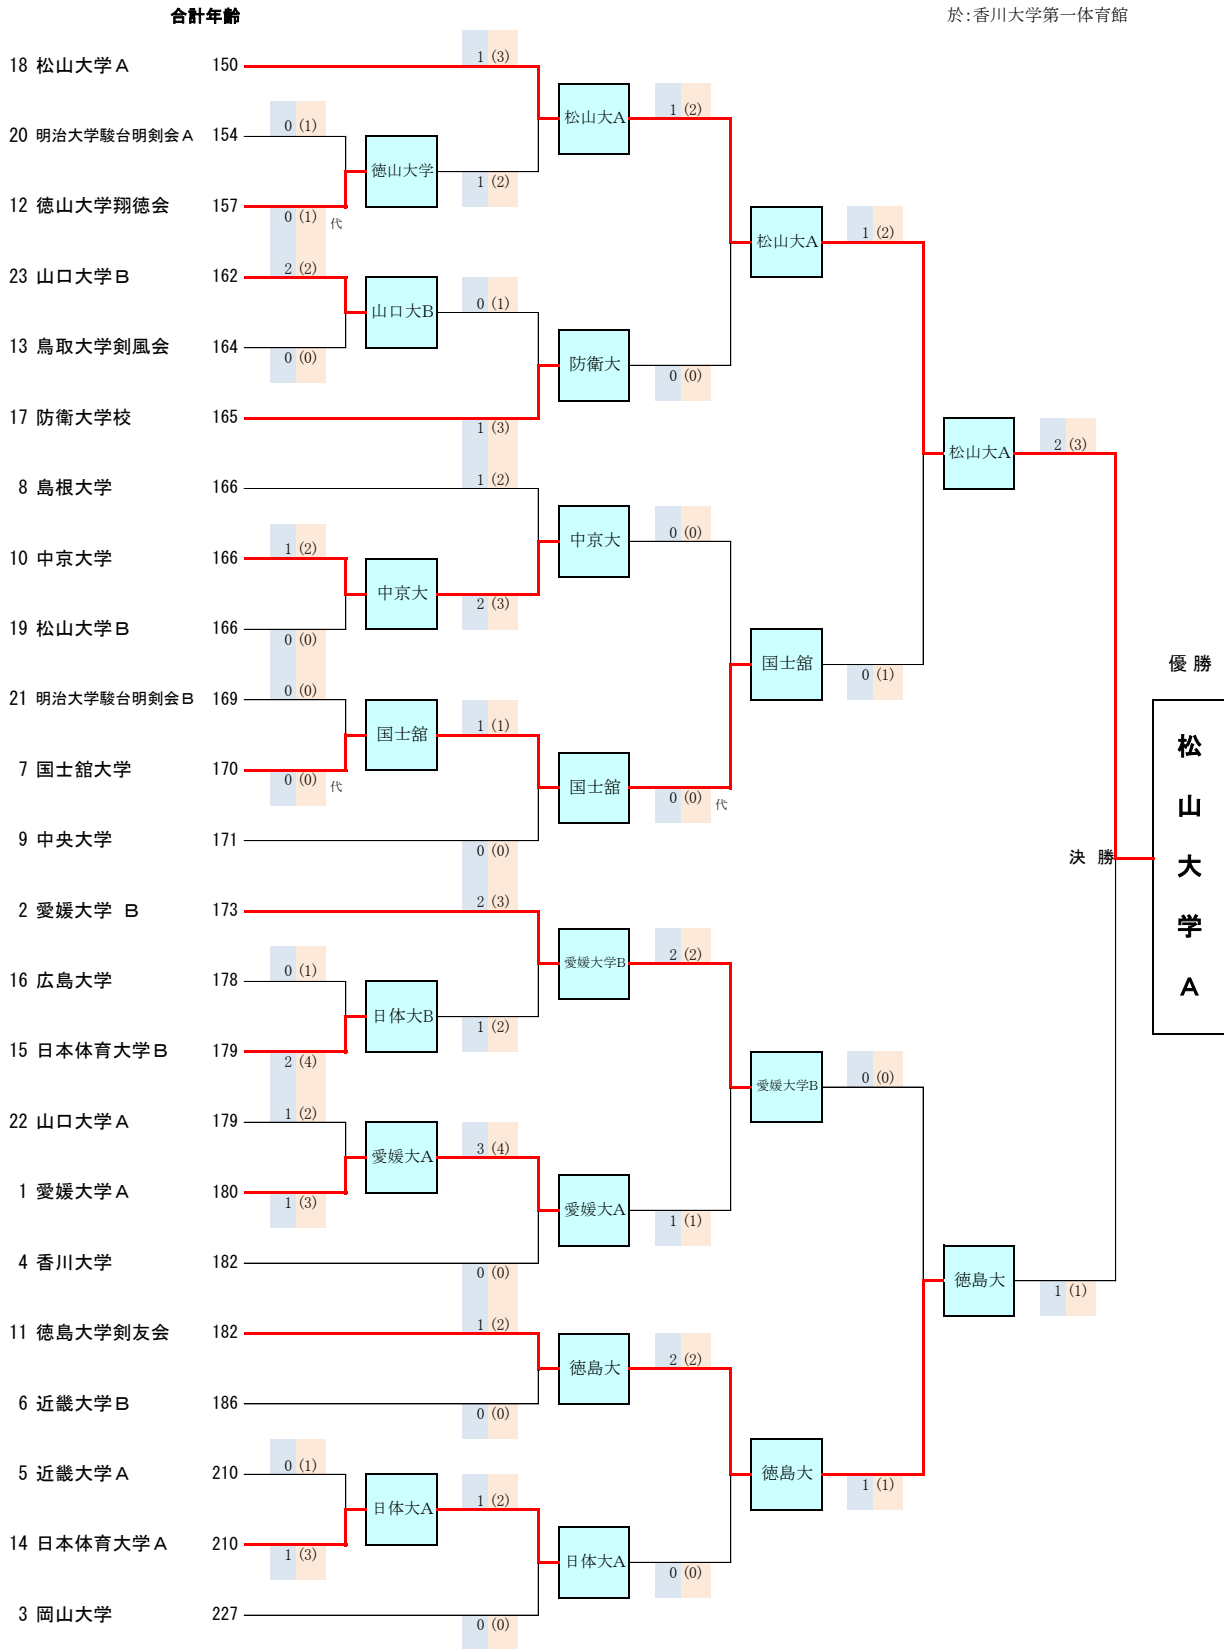 合計年齢
於:香川大学第一体育館
18 松山大学A 150
1 (3)
松山大A
1 (2)
20 明治大学駿台明剣会A 154
0 (1)
徳山大学
1 (2)
12 徳山大学翔徳会 157
0 (1) 代
松山大A
1 (2)
23 山口大学B 162
2 (2)
山口大B
0 (1)
13 鳥取大学剣風会 164
0 (0)
防衛大
0 (0)
17 防衛大学校 165
1 (3)
松山大A
2 (3)
8 島根大学 166
1 (2)
中京大
0 (0)
10 中京大学 166
1 (2)
中京大
2 (3)
19 松山大学B 166
0 (0)
国士舘
0 (1)
21 明治大学駿台明剣会B 169
0 (0)
国士舘
1 (1)
7 国士舘大学 170
0 (0) 代
国士舘
0 (0) 代
9 中央大学 171
0 (0)
優勝
松山大学A
決勝
2 愛媛大学 B 173
2 (3)
愛媛大学B
2 (2)
16 広島大学 178
0 (1)
日体大B
1 (2)
15 日本体育大学B 179
2 (4)
愛媛大学B
0 (0)
22 山口大学A 179
1 (2)
愛媛大A
3 (4)
1 愛媛大学A 180
1 (3)
愛媛大A
1 (1)
4 香川大学 182
0 (0)
徳島大
1 (1)
11 徳島大学剣友会 182
1 (2)
徳島大
2 (2)
6 近畿大学B 186
0 (0)
徳島大
1 (1)
5 近畿大学A 210
0 (1)
日体大A
1 (2)
14 日本体育大学A 210
1 (3)
日体大A
0 (0)
3 岡山大学 227
0 (0)